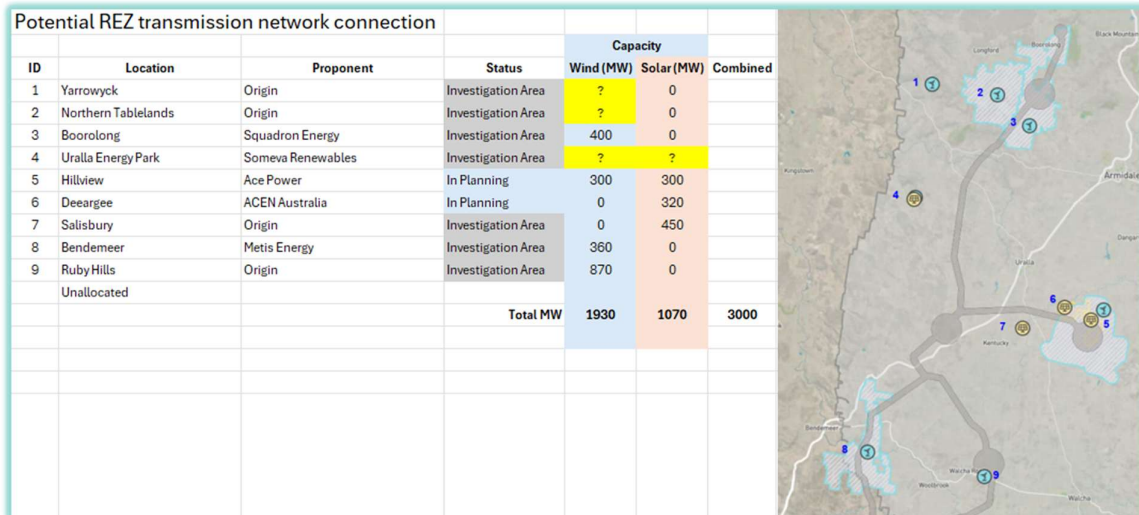 Potential REZ transmission network connection
Capacity
ID Location Proponent Status Wind (MW) Solar (MW) Combined
1 Yarrowyck Origin Investigation Area ? 0
2 Northern Tablelands Origin Investigation Area ? 0
3 Boorolong Squadron Energy Investigation Area 400 0
4 Uralla Energy Park Someva Renewables Investigation Area ? ?
5 Hillview Ace Power In Planning 300 300
6 Deeargee ACEN Australia In Planning 0 320
7 Salisbury Origin Investigation Area 0 450
8 Bendemeer Metis Energy Investigation Area 360 0
9 Ruby Hills Origin Investigation Area 870 0
Unallocated
Total MW 1930 1070 3000
Black Mountain
Boorolong
Longford
1
2
3
Kingstown
Armidale
4
Uralla
6
5
7
Kentucky
Bendemeer
8
9
Woolbrook
Walcha